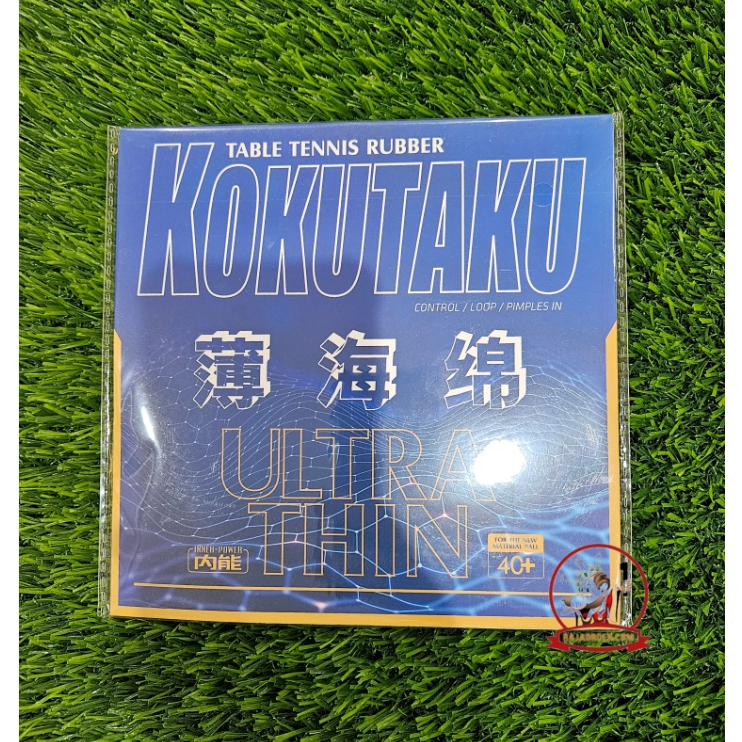 TABLE TENNIS RUBBER
KOKUTAKU
CONTROL / LOOP / PIMPLES IN
薄海绵
ULTRA
THIN
INNER-POWER
内能
FOR THE NEW
MATERIAL BALL
40+